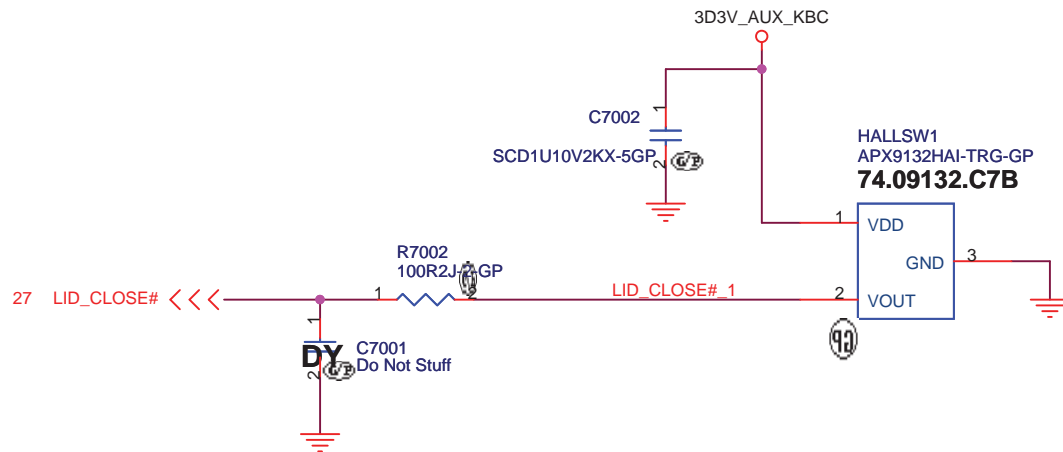 3D3V_AUX_KBC
1
C7002
SCD1U10V2KX-5GP
2
G/P
HALLSW1
APX9132HAI-TRG-GP
74.09132.C7B
1
VDD
GND
3
R7002
100R2J-2-GP
27 LID_CLOSE#
1
2
LID_CLOSE#_1
2
VOUT
1
C7001
DY
Do Not Stuff
2
G/P